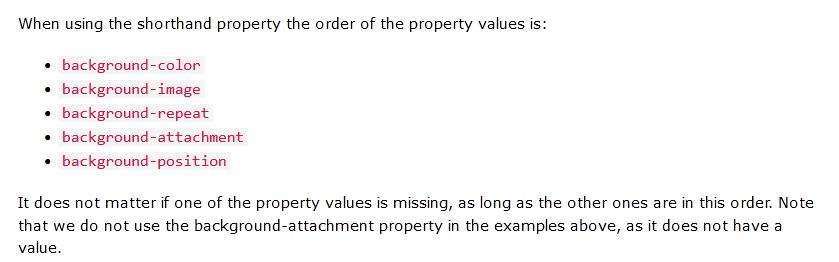 When using the shorthand property the order of the property values is:
• background-color
• background-image
• background-repeat
• background-attachment
• background-position
It does not matter if one of the property values is missing, as long as the other ones are in this order. Note
that we do not use the background-attachment property in the examples above, as it does not have a
value.